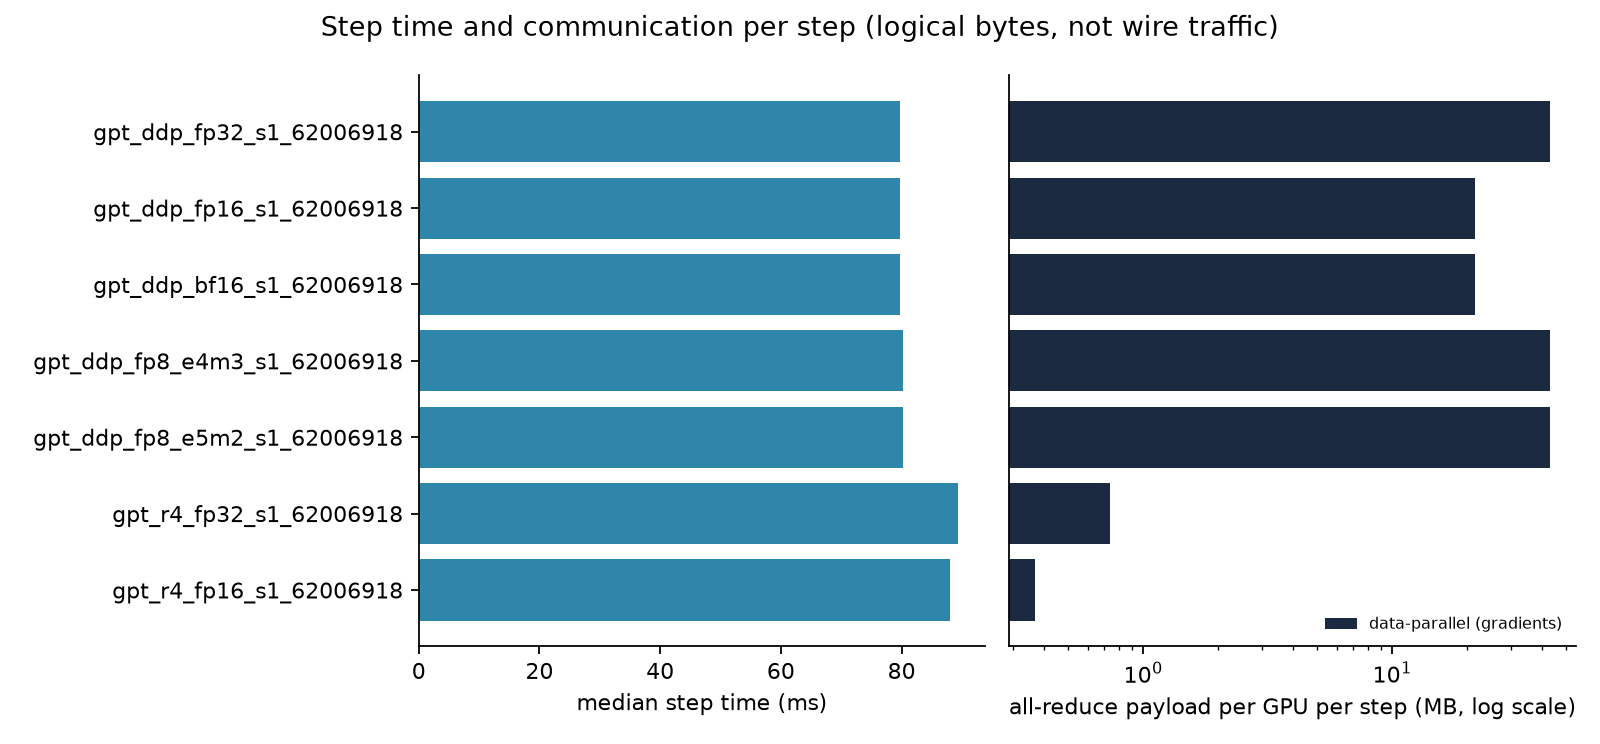 Step time and communication per step (logical bytes, not wire traffic)
gpt_ddp_fp32_s1_62006918
gpt_ddp_fp16_s1_62006918
gpt_ddp_bf16_s1_62006918
gpt_ddp_fp8_e4m3_s1_62006918
gpt_ddp_fp8_e5m2_s1_62006918
gpt_r4_fp32_s1_62006918
gpt_r4_fp16_s1_62006918
0 20 40 60 80
median step time (ms)
data-parallel (gradients)
10⁰ 10¹
all-reduce payload per GPU per step (MB, log scale)